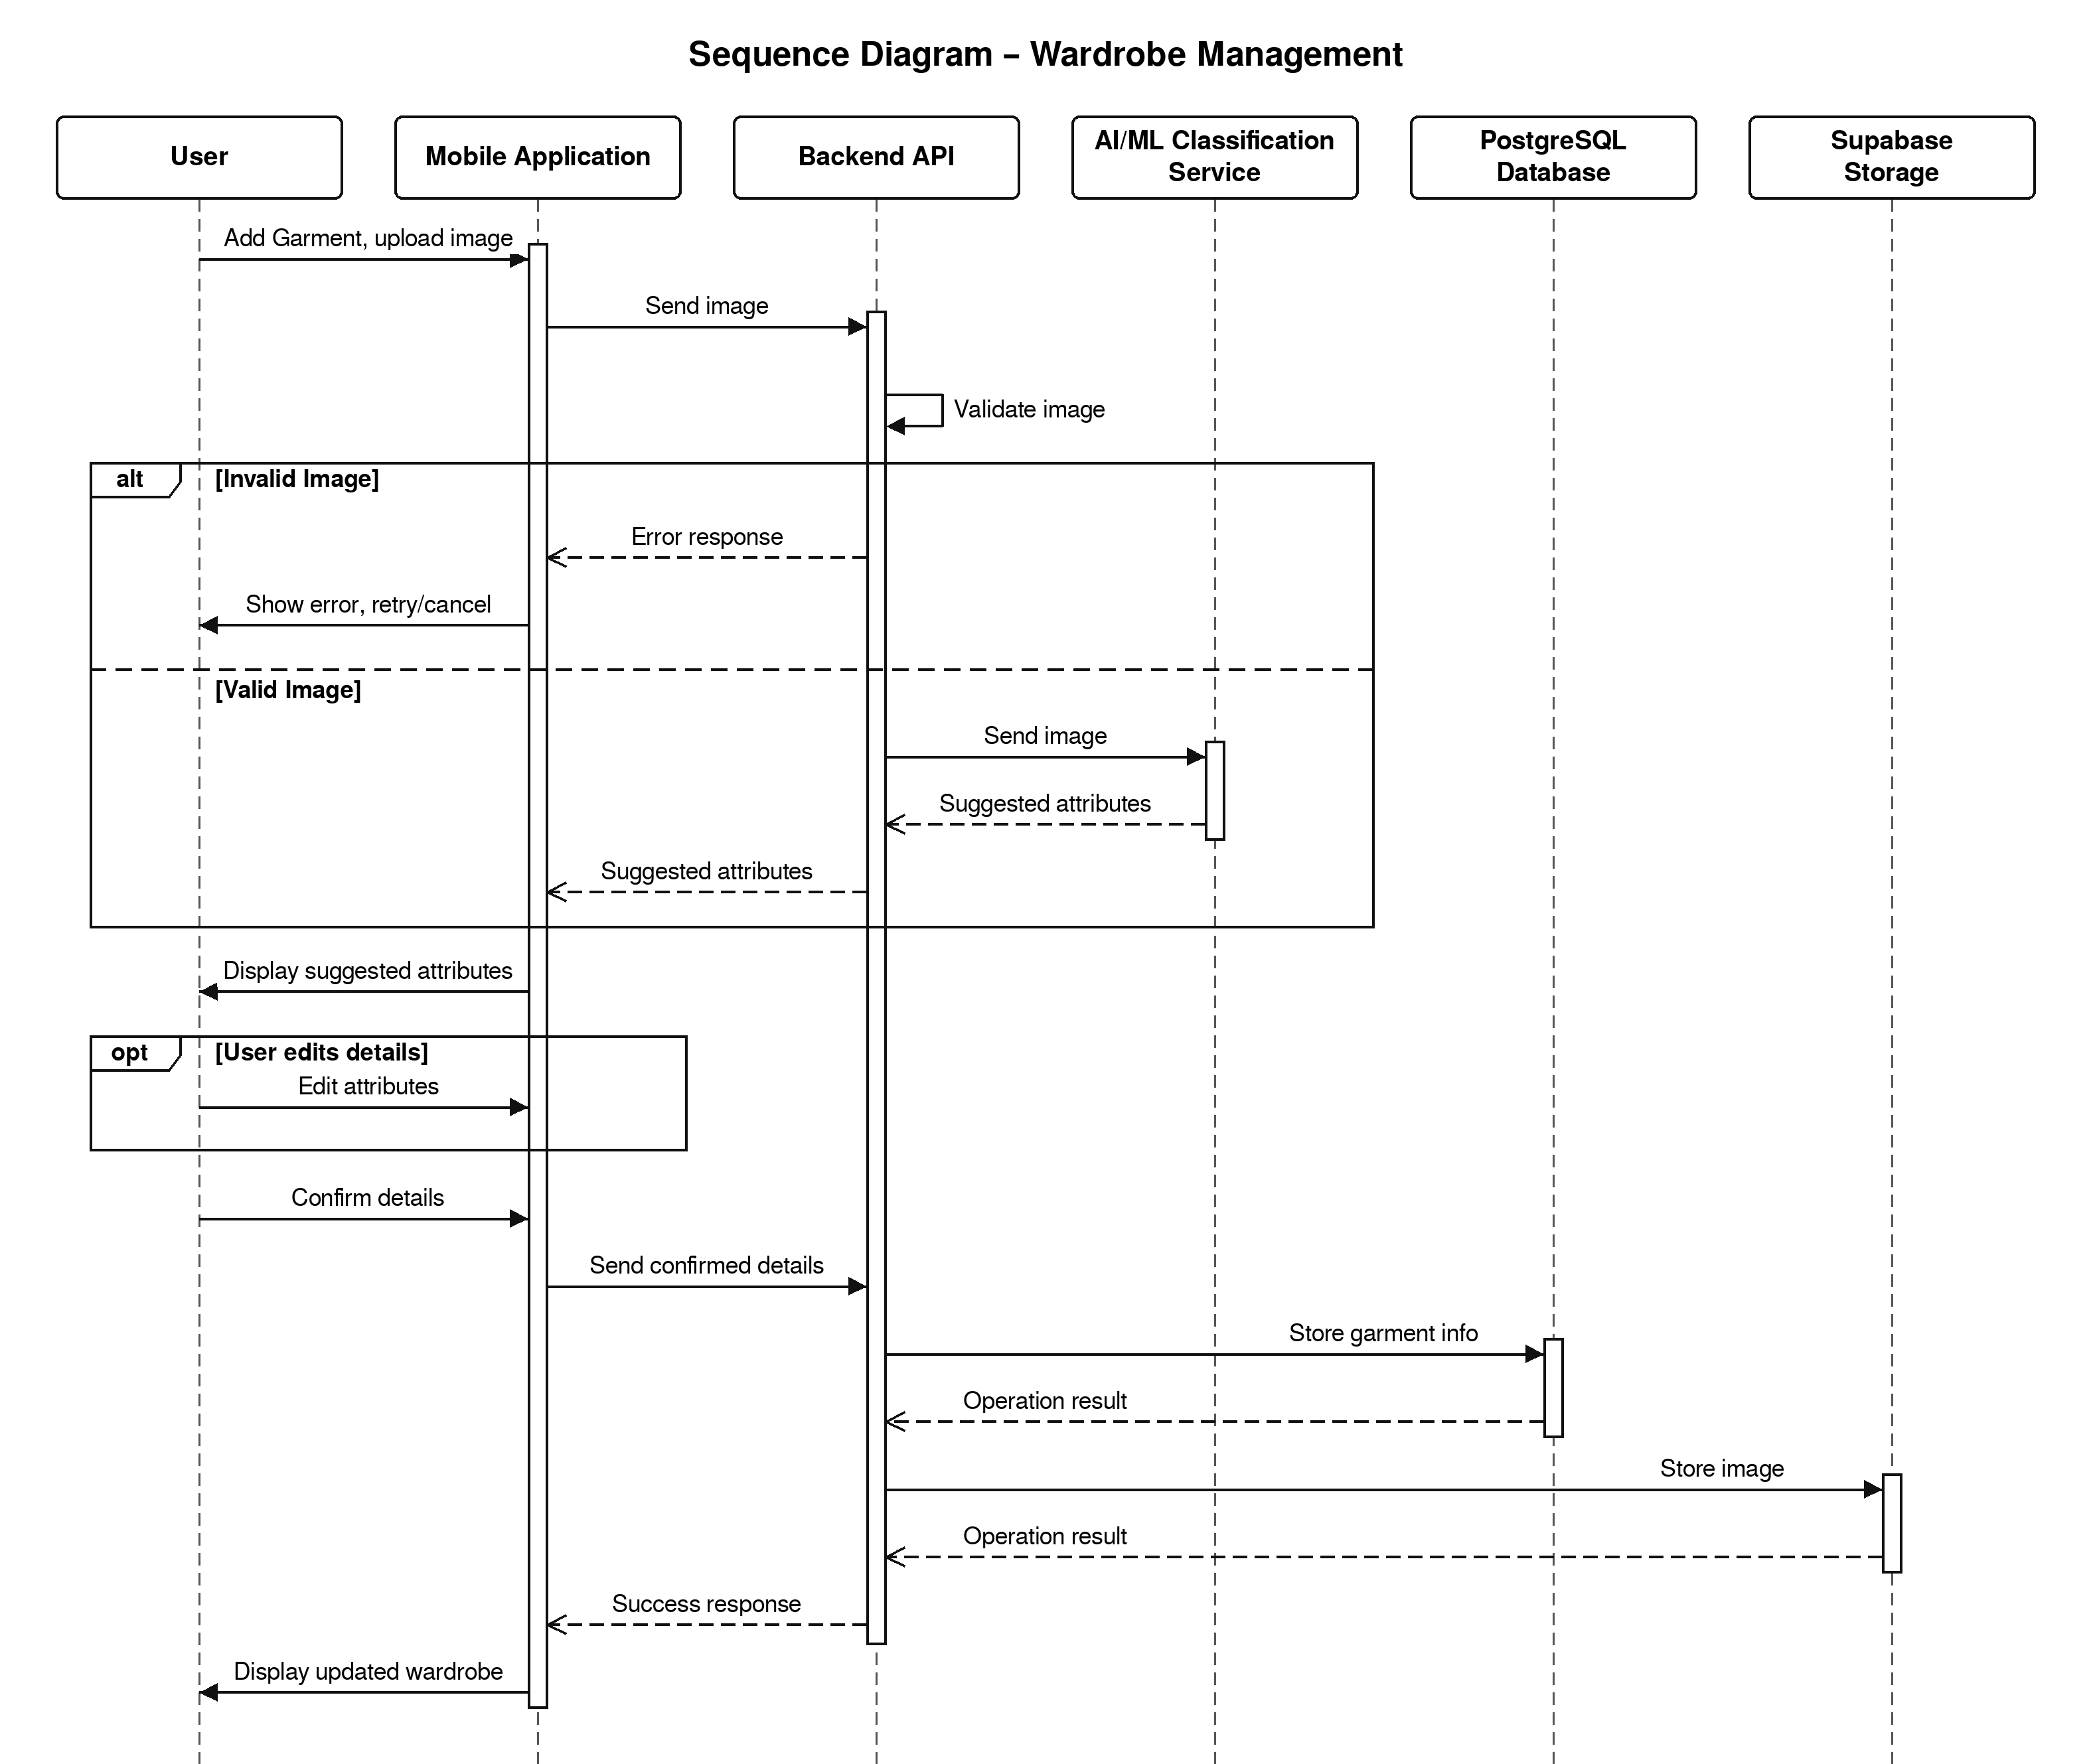 Sequence Diagram – Wardrobe Management
User
Mobile Application
Backend API
AI/ML Classification
Service
PostgreSQL
Database
Supabase
Storage
Add Garment, upload image
Send image
Validate image
alt
[Invalid Image]
Error response
Show error, retry/cancel
[Valid Image]
Send image
Suggested attributes
Suggested attributes
Display suggested attributes
opt
[User edits details]
Edit attributes
Confirm details
Send confirmed details
Store garment info
Operation result
Store image
Operation result
Success response
Display updated wardrobe